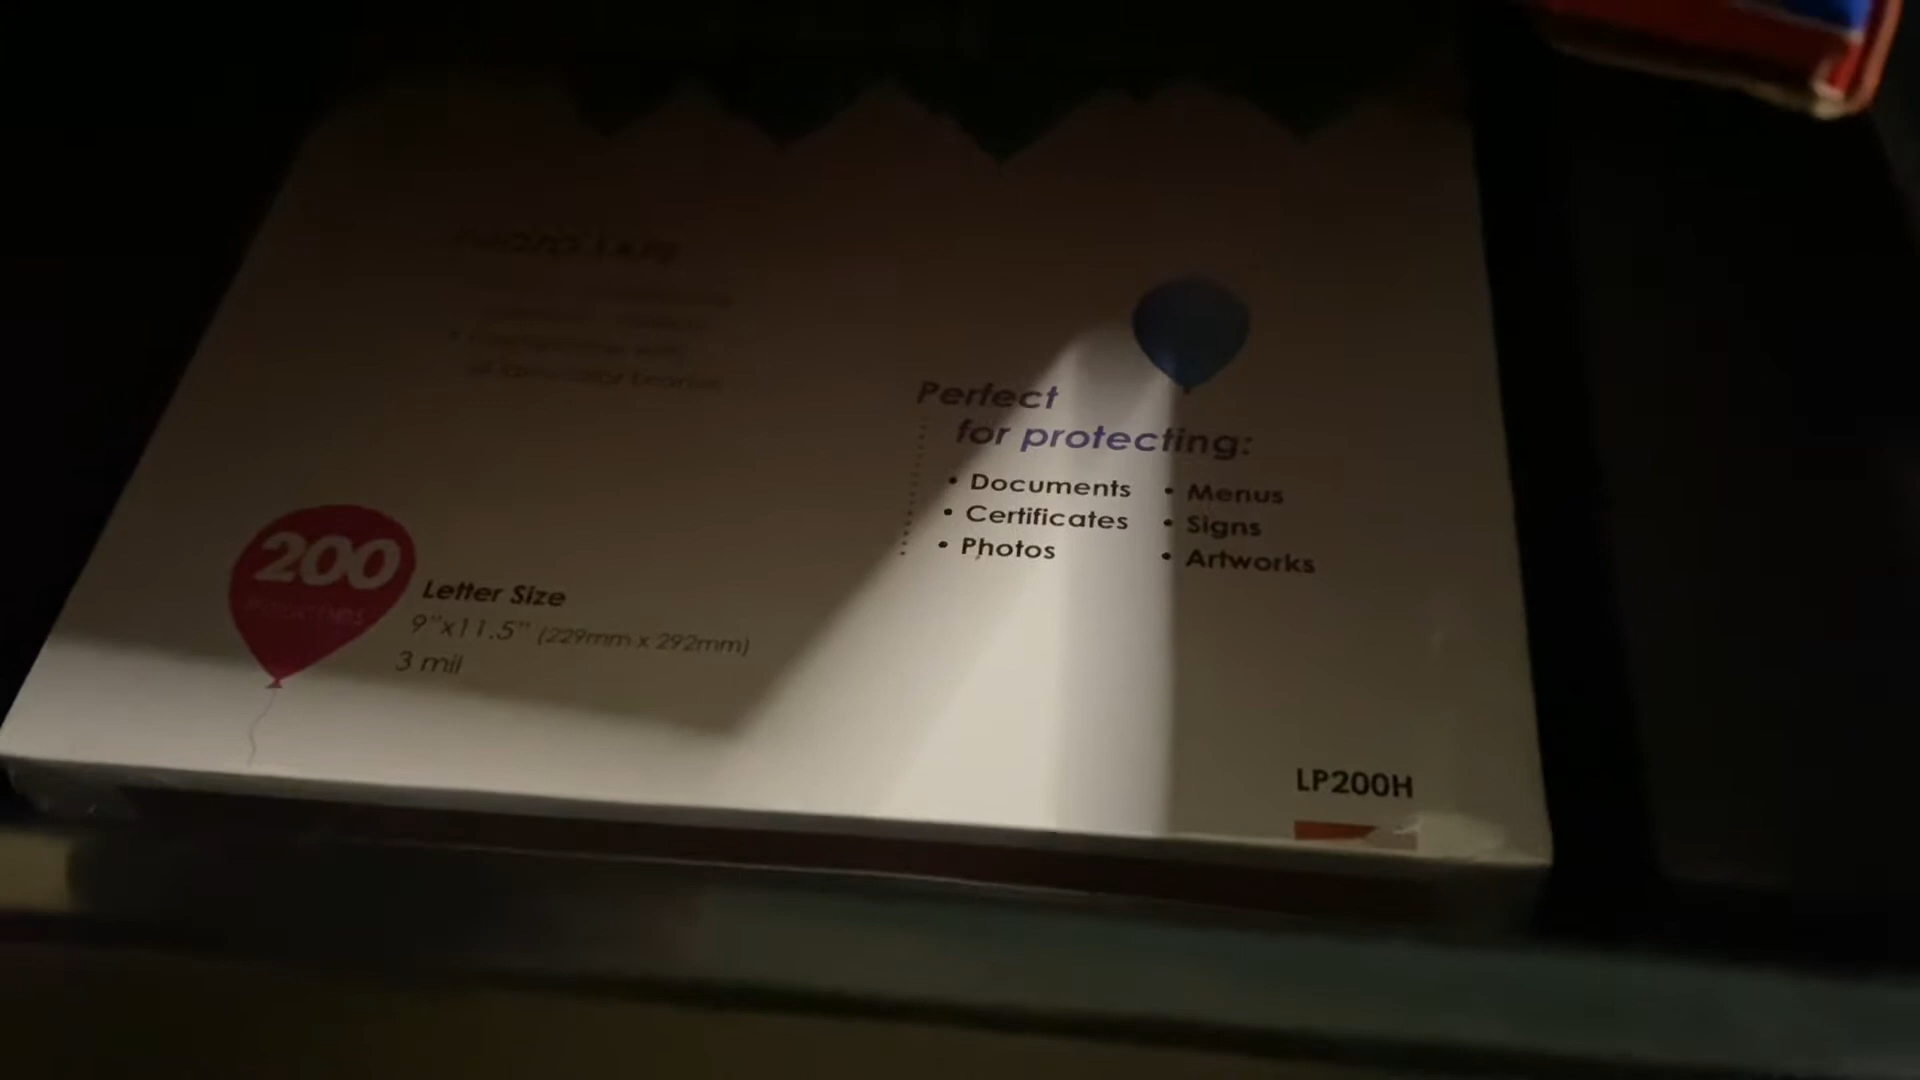 Perfect
for protecting:
• Documents
• Certificates
• Photos
• Menus
• Signs
• Artworks
200
Pouches
Letter Size
9"x11.5" (229mm x 292mm)
3 mil
LP200H